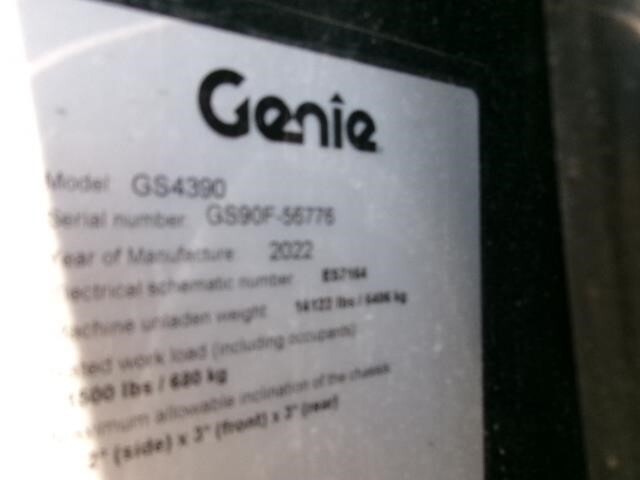 Genie
Model GS4390
Serial number GS90F-56776
Year of Manufacture 2022
Electrical schematic number ES7164
Machine unladen weight 14122 lbs / 6406 kg
Rated work load (including occupants)
1500 lbs / 680 kg
Maximum allowable inclination of the chassis
2° (side) x 3° (front) x 3° (rear)